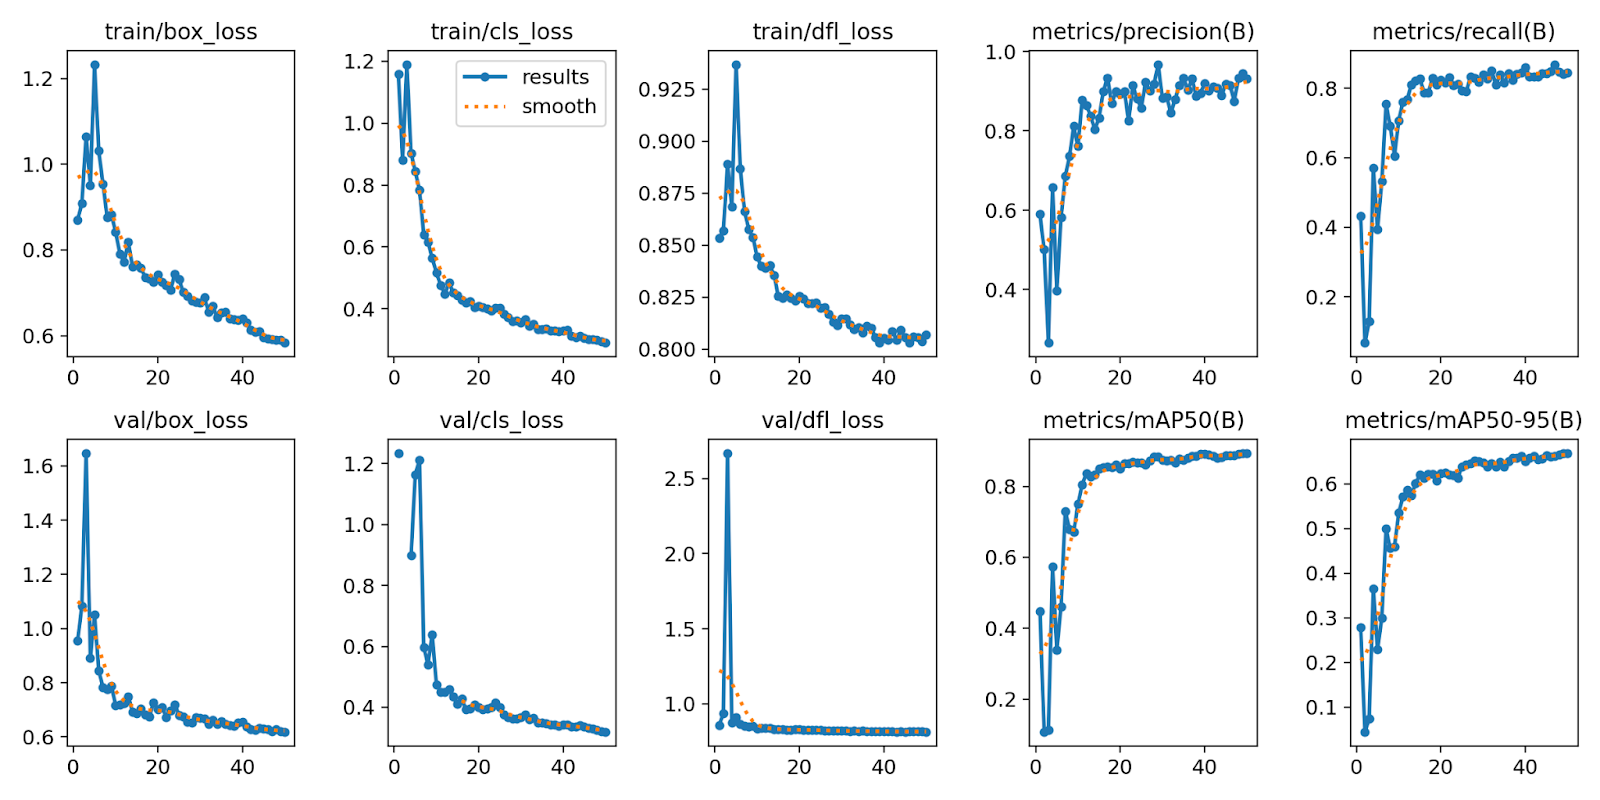 train/box_loss
train/cls_loss
train/dfl_loss
metrics/precision(B)
metrics/recall(B)
1.2
1.0
0.8
0.6
0 20 40
1.2
1.0
0.8
0.6
0.4
0 20 40
results
smooth
0.925
0.900
0.875
0.850
0.825
0.800
0 20 40
1.0
0.8
0.6
0.4
0 20 40
0.8
0.6
0.4
0.2
0 20 40
val/box_loss
val/cls_loss
val/dfl_loss
metrics/mAP50(B)
metrics/mAP50-95(B)
1.6
1.4
1.2
1.0
0.8
0.6
0 20 40
1.2
1.0
0.8
0.6
0.4
0 20 40
2.5
2.0
1.5
1.0
0 20 40
0.8
0.6
0.4
0.2
0 20 40
0.6
0.5
0.4
0.3
0.2
0.1
0 20 40